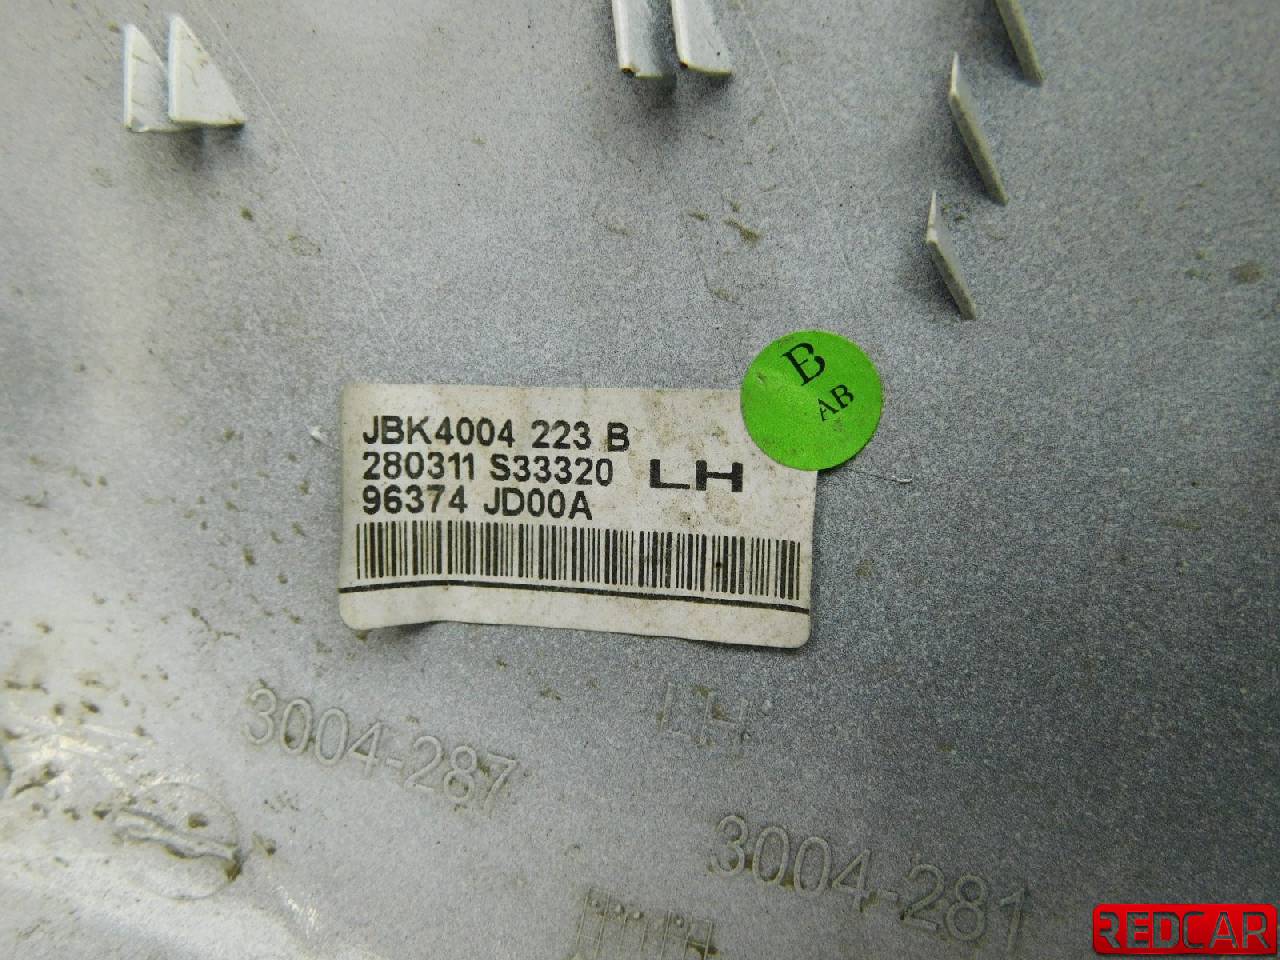 B
AB
JBK4004 223 B
280311 S33320
LH
96374 JD00A
LH
3004-287
3004-281
REDCAR